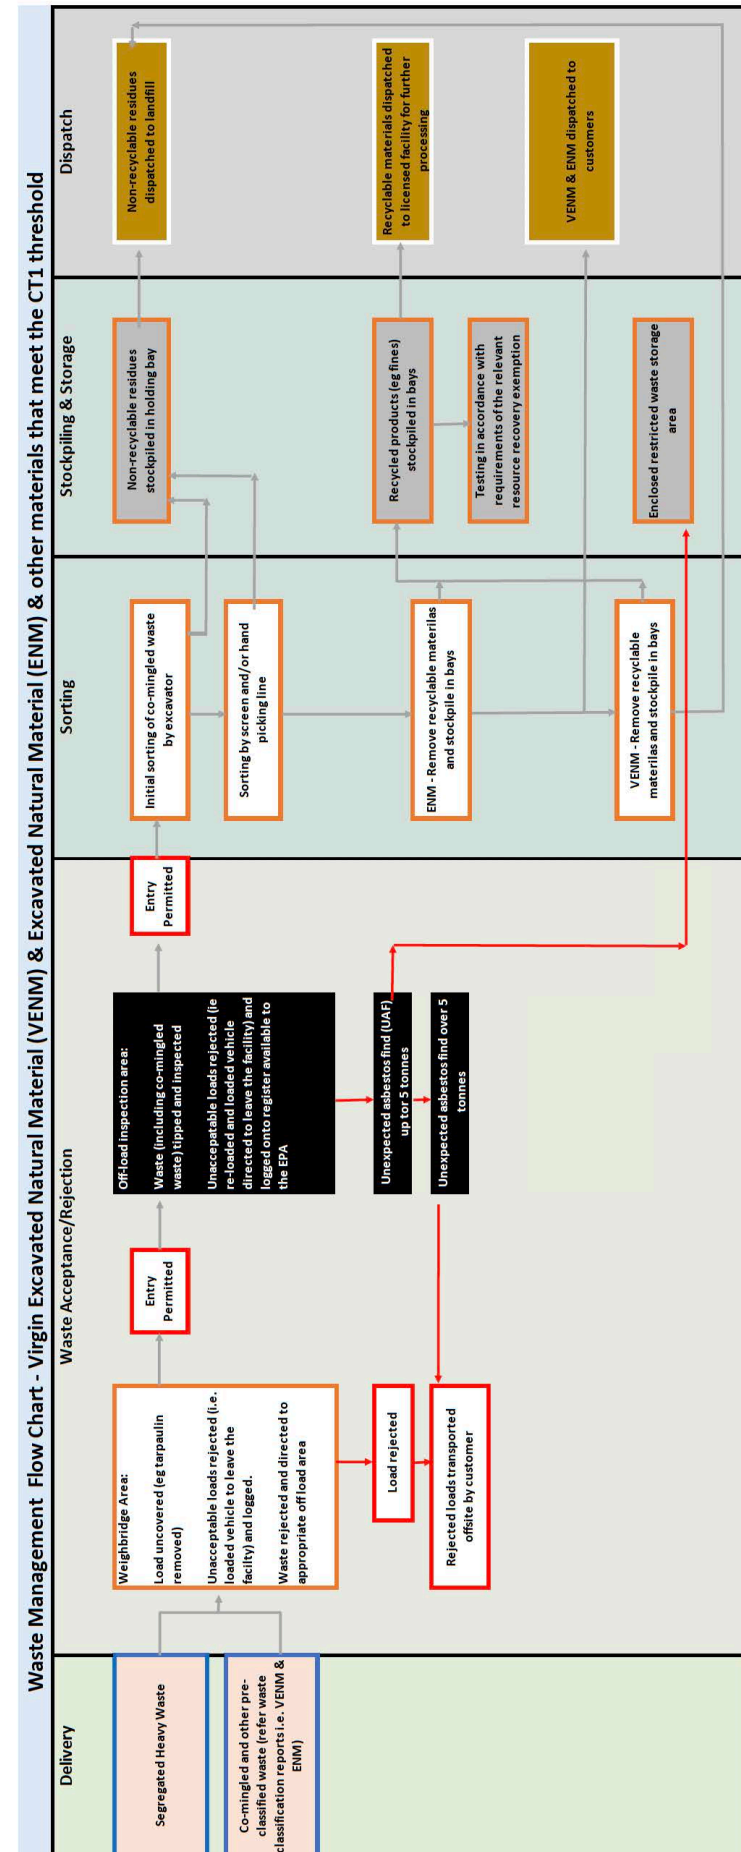 Waste Management Flow Chart - Virgin Excavated Natural Material (VENM) & Excavated Natural Material (ENM) & other materials that meet the CT1 threshold
Delivery
Waste Acceptance/Rejection
Sorting
Stockpiling & Storage
Dispatch
Segregated Heavy Waste
Co-mingled and other pre-
classified waste (refer waste
classification reports i.e. VENM &
ENM)
Weighbridge Area:
Load uncovered (eg tarpaulin
removed)
Unacceptable loads rejected (i.e.
loaded vehicle to leave the
facilty) and logged.
Waste rejected and directed to
appropriate off load area
Load rejected
Rejected loads transported
offsite by customer
Entry
Permitted
Off-load inspection area:
Waste (including co-mingled
waste) tipped and inspected
Unaccepatable loads rejected (ie
re-loaded and loaded vehicle
directed to leave the facility) and
logged onto register available to
the EPA
Unexpected asbestos find (UAF)
up tor 5 tonnes
Unexpected asbestos find over 5
tonnes
Entry
Permitted
Initial sorting of co-mingled waste
by excavator
Sorting by screen and/or hand
picking line
ENM - Remove recyclable materilas
and stockpile in bays
VENM - Remove recyclable
materilas and stockpile in bays
Non-recyclable residues
stockpiled in holding bay
Recycled products (eg fines)
stockpiled in bays
Testing in accordance with
requirements of the relevant
resource recovery exemption
Enclosed restricted waste storage
area
Non-recyclable residues
dispatched to landfill
Recyclable materials dispatched
to licensed facility for further
processing
VENM & ENM dispatched to
customers